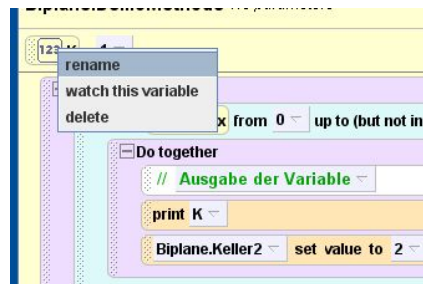 123 K 1
rename
watch this variable
delete
x from 0 up to (but not in
Do together
// Ausgabe der Variable
print K
Biplane.Keller2 set value to 2